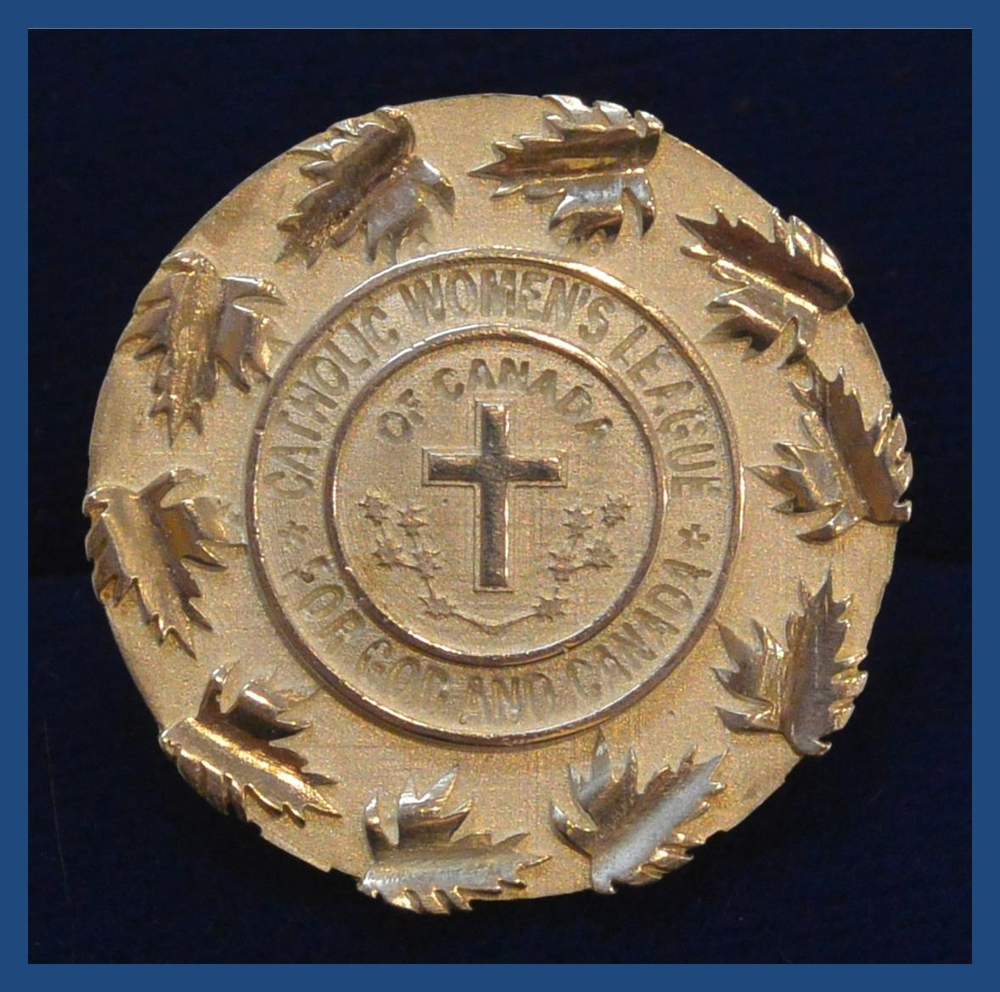 CATHOLIC WOMEN'S LEAGUE
OF CANADA
* FOR GOD AND CANADA *